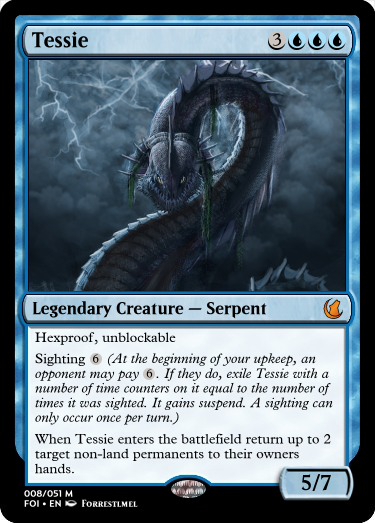 Tessie 3
Legendary Creature — Serpent
Hexproof, unblockable
Sighting 6 (At the beginning of your upkeep, an
opponent may pay 6. If they do, exile Tessie with a
number of time counters on it equal to the number of
times it was sighted. It gains suspend. A sighting can
only occur once per turn.)
When Tessie enters the battlefield return up to 2
target non-land permanents to their owners
hands.
5/7
008/051 M
FOI • EN Forrestlmel